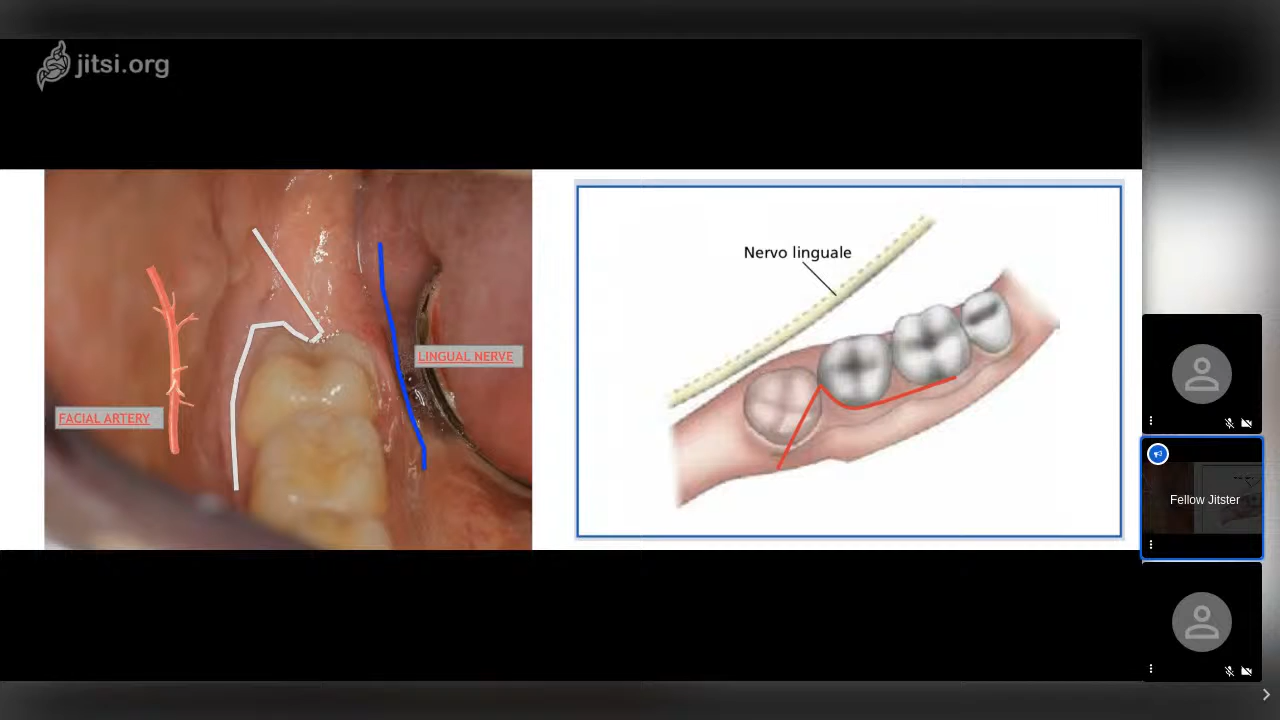 jitsi.org
Nervo linguale
LINGUAL NERVE
FACIAL ARTERY
Fellow Jitster